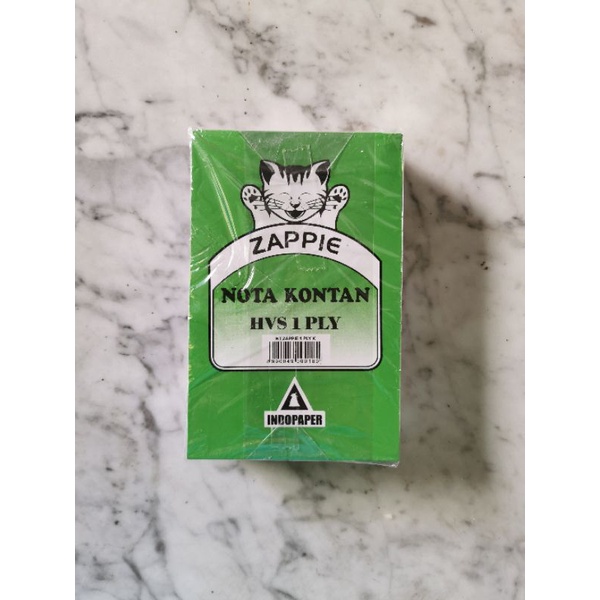 ZAPPIE
NOTA KONTAN
HVS 1 PLY
INDOPAPER